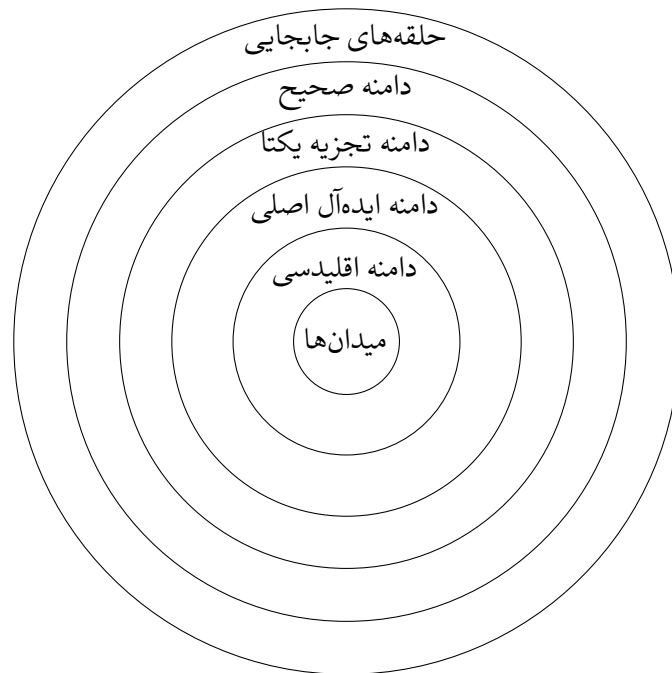 حلقه‌های جابجایی
دامنه صحیح
دامنه تجزیه یکتا
دامنه ایده‌آل اصلی
دامنه اقلیدسی
میدان‌ها